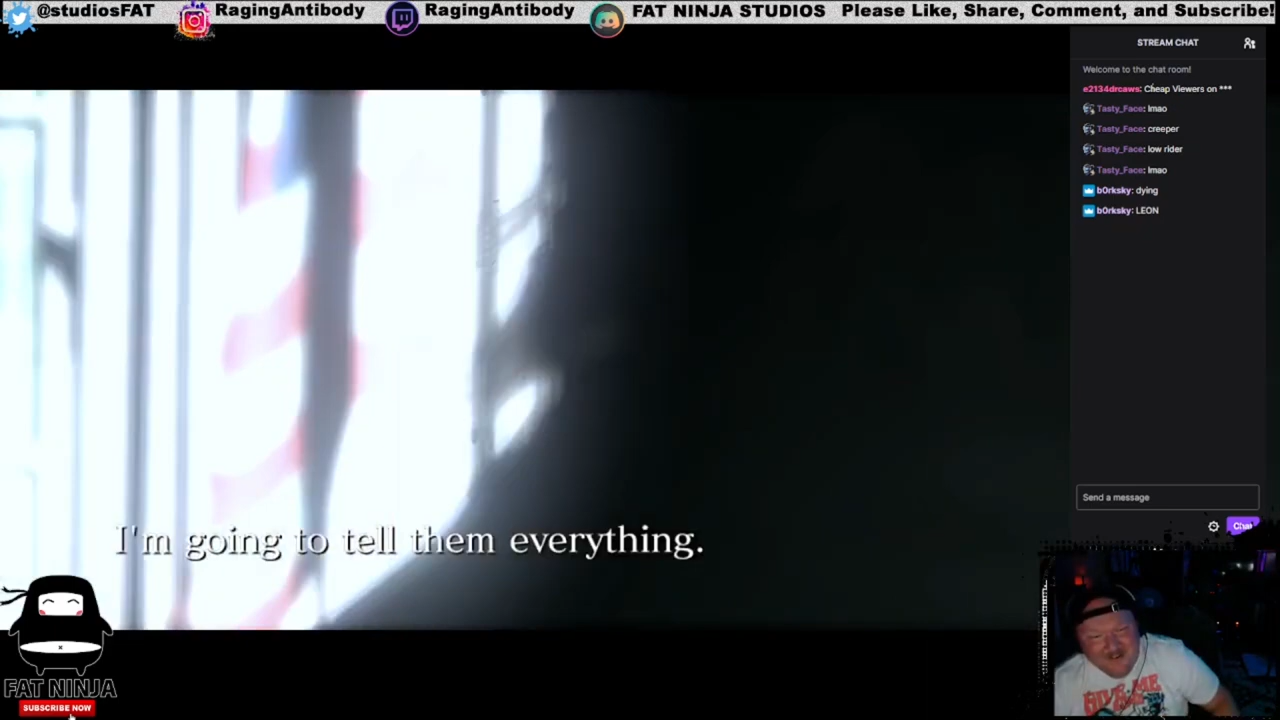 @studiosFAT
RagingAntibody
RagingAntibody
FAT NINJA STUDIOS
Please Like, Share, Comment, and Subscribe!
STREAM CHAT
Welcome to the chat room!
e2134drcaws: Cheap Viewers on ***
Tasty_Face: lmao
Tasty_Face: creeper
Tasty_Face: low rider
Tasty_Face: lmao
b0rksky: dying
b0rksky: LEON
Send a message
Chat
I'm going to tell them everything.
FAT NINJA
SUBSCRIBE NOW
GIVE ME